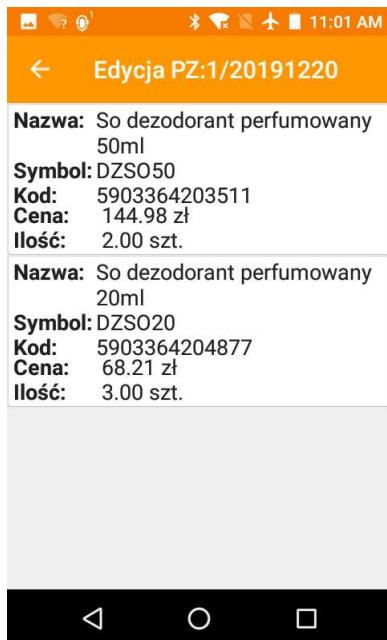 11:01 AM
Edycja PZ:1/20191220
Nazwa: So dezodorant perfumowany
50ml
Symbol: DZSO50
Kod: 5903364203511
Cena: 144.98 zł
Ilość: 2.00 szt.
Nazwa: So dezodorant perfumowany
20ml
Symbol: DZSO20
Kod: 5903364204877
Cena: 68.21 zł
Ilość: 3.00 szt.